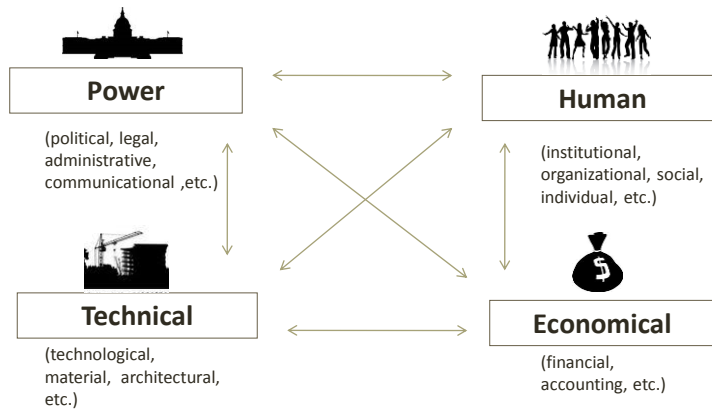 Power
(political, legal,
administrative,
communicational ,etc.)
Human
(institutional,
organizational, social,
individual, etc.)
Technical
(technological,
material, architectural,
etc.)
$
Economical
(financial,
accounting, etc.)